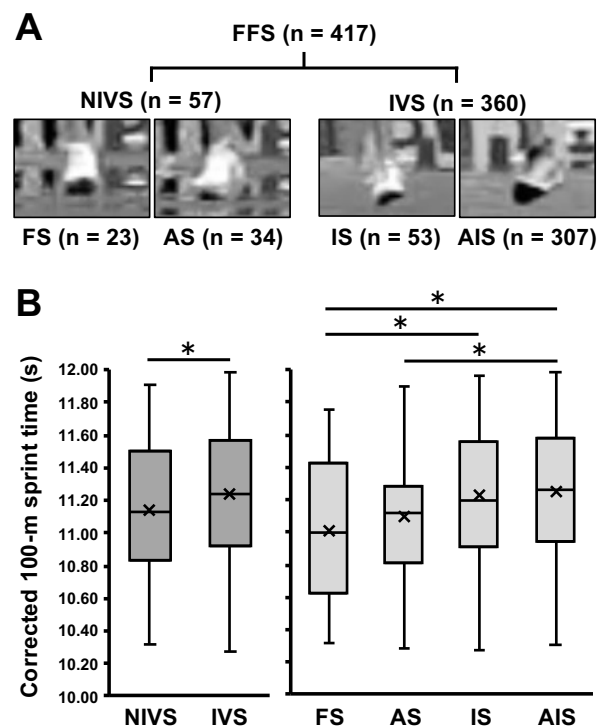 A
FFS (n = 417)
NIVS (n = 57) IVS (n = 360)
FS (n = 23) AS (n = 34) IS (n = 53) AIS (n = 307)
B
*
*
* *
Corrected 100-m sprint time (s)
12.00
11.80
11.60
11.40
11.20
11.00
10.80
10.60
10.40
10.20
10.00
NIVS IVS FS AS IS AIS